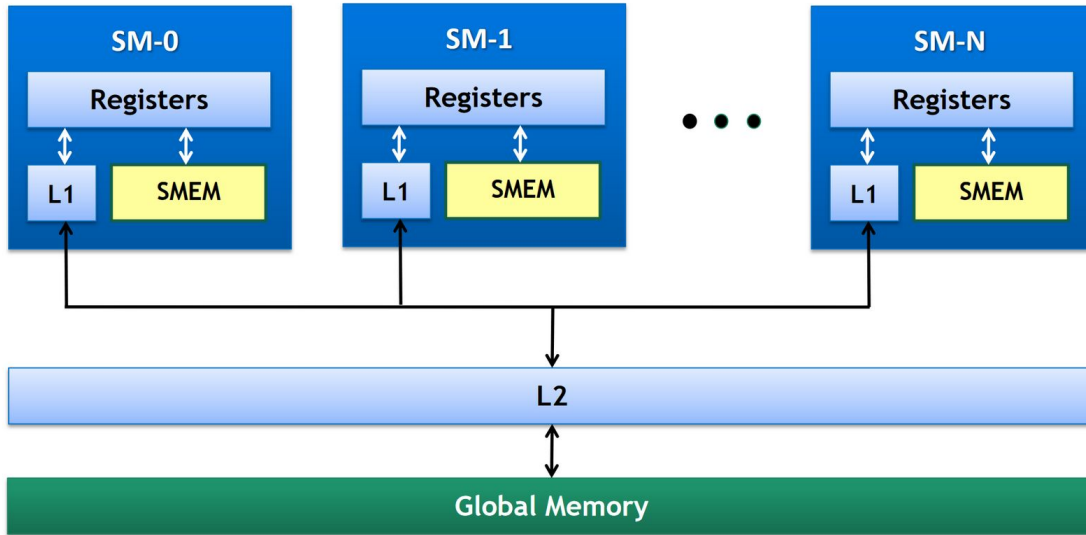 SM-0
Registers
L1
SMEM
SM-1
Registers
L1
SMEM
SM-N
Registers
L1
SMEM
L2
Global Memory